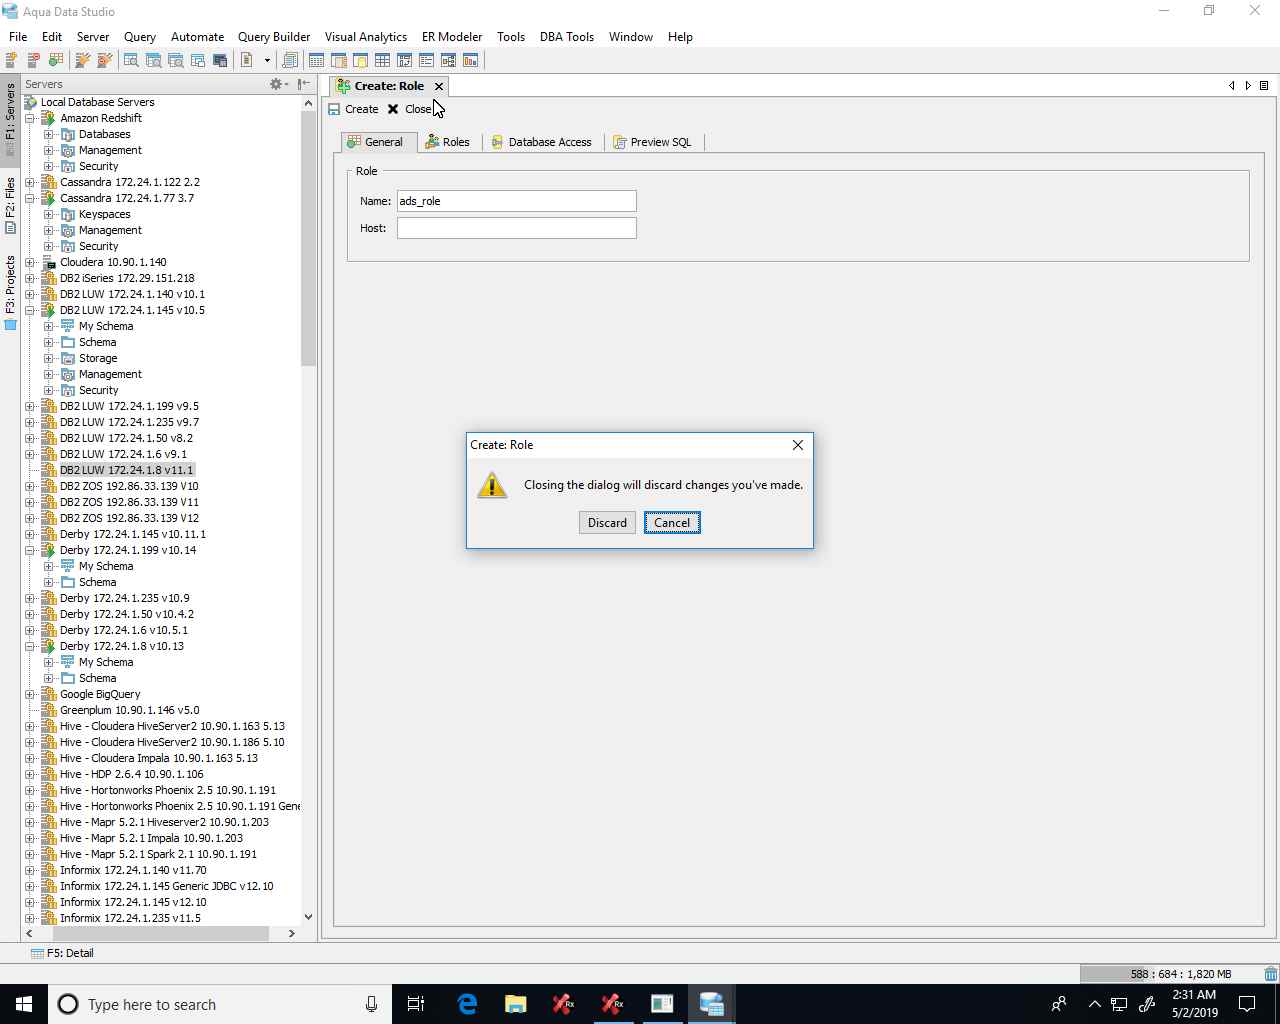 Aqua Data Studio
File Edit Server Query Automate Query Builder Visual Analytics ER Modeler Tools DBA Tools Window Help
F1: Servers
F2: Files
F3: Projects
Servers
Local Database Servers
Amazon Redshift
Databases
Management
Security
Cassandra 172.24.1.122 2.2
Cassandra 172.24.1.77 3.7
Keyspaces
Management
Security
Cloudera 10.90.1.140
DB2 iSeries 172.29.151.218
DB2 LUW 172.24.1.140 v10.1
DB2 LUW 172.24.1.145 v10.5
My Schema
Schema
Storage
Management
Security
DB2 LUW 172.24.1.199 v9.5
DB2 LUW 172.24.1.235 v9.7
DB2 LUW 172.24.1.50 v8.2
DB2 LUW 172.24.1.6 v9.1
DB2 LUW 172.24.1.8 v11.1
DB2 ZOS 192.86.33.139 V10
DB2 ZOS 192.86.33.139 V11
DB2 ZOS 192.86.33.139 V12
Derby 172.24.1.145 v10.11.1
Derby 172.24.1.199 v10.14
My Schema
Schema
Derby 172.24.1.235 v10.9
Derby 172.24.1.50 v10.4.2
Derby 172.24.1.6 v10.5.1
Derby 172.24.1.8 v10.13
My Schema
Schema
Google BigQuery
Greenplum 10.90.1.146 v5.0
Hive - Cloudera HiveServer2 10.90.1.163 5.13
Hive - Cloudera HiveServer2 10.90.1.186 5.10
Hive - Cloudera Impala 10.90.1.163 5.13
Hive - HDP 2.6.4 10.90.1.106
Hive - Hortonworks Phoenix 2.5 10.90.1.191
Hive - Hortonworks Phoenix 2.5 10.90.1.191 Gene
Hive - Mapr 5.2.1 Hiveserver2 10.90.1.203
Hive - Mapr 5.2.1 Impala 10.90.1.203
Hive - Mapr 5.2.1 Spark 2.1 10.90.1.191
Informix 172.24.1.140 v11.70
Informix 172.24.1.145 Generic JDBC v12.10
Informix 172.24.1.145 v12.10
Informix 172.24.1.235 v11.5
Create: Role
Create Close
General Roles Database Access Preview SQL
Role
Name: ads_role
Host:
Create: Role
Closing the dialog will discard changes you've made.
Discard Cancel
F5: Detail
588 : 684 : 1,820 MB
Type here to search
2:31 AM
5/2/2019